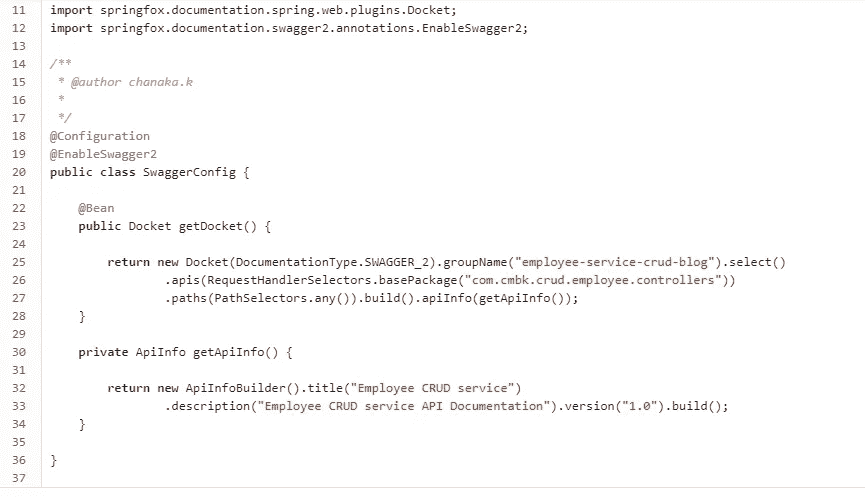 11 import springfox.documentation.spring.web.plugins.Docket;
12 import springfox.documentation.swagger2.annotations.EnableSwagger2;
13
14 /**
15  * @author chanaka.k
16  *
17  */
18 @Configuration
19 @EnableSwagger2
20 public class SwaggerConfig {
21
22     @Bean
23     public Docket getDocket() {
24
25         return new Docket(DocumentationType.SWAGGER_2).groupName("employee-service-crud-blog").select()
26                 .apis(RequestHandlerSelectors.basePackage("com.cmbk.crud.employee.controllers"))
27                 .paths(PathSelectors.any()).build().apiInfo(getApiInfo());
28     }
29
30     private ApiInfo getApiInfo() {
31
32         return new ApiInfoBuilder().title("Employee CRUD service")
33                 .description("Employee CRUD service API Documentation").version("1.0").build();
34     }
35
36 }
37